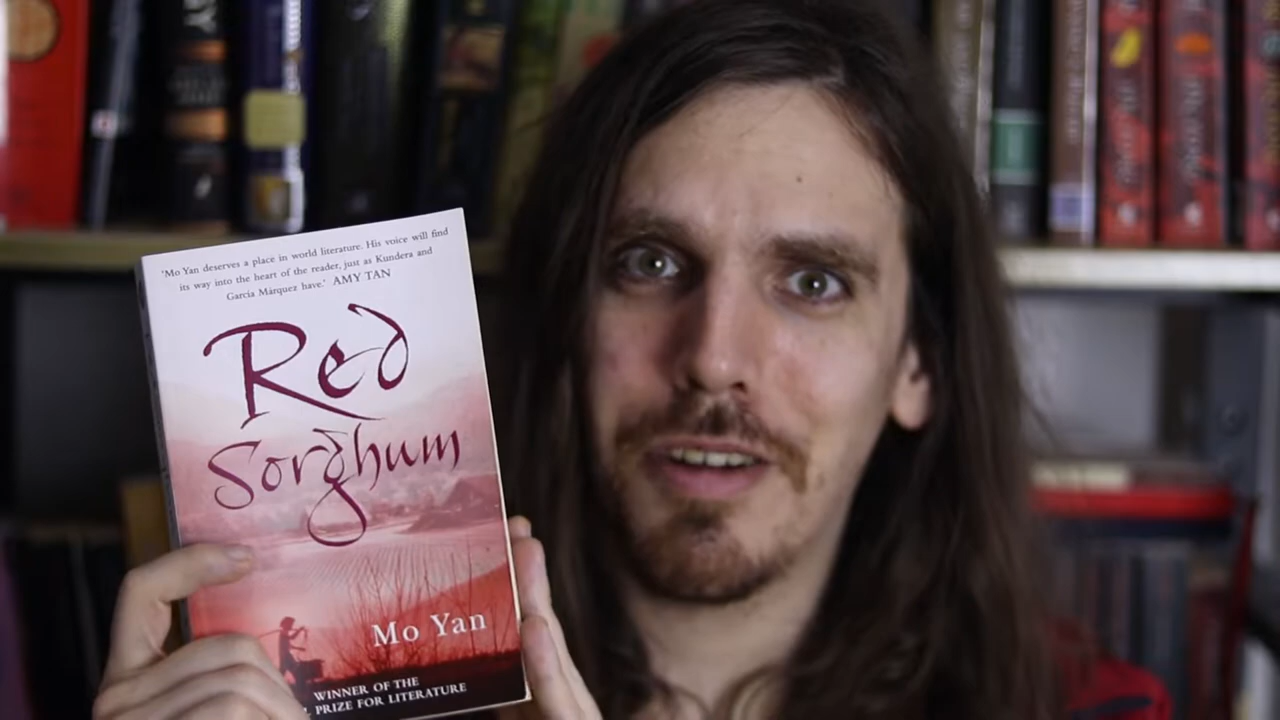 'Mo Yan deserves a place in world literature. His voice will find
its way into the heart of the reader, just as Kundera and
García Márquez have.' AMY TAN
Red
Sorghum
Mo Yan
WINNER OF THE
PRIZE FOR LITERATURE